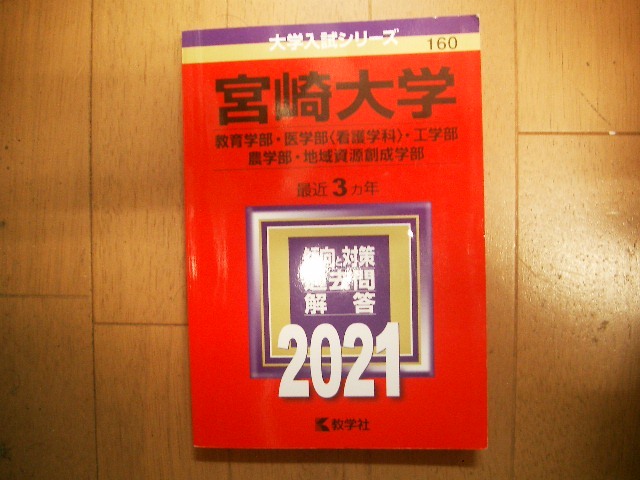 大学入試シリーズ
160
宮崎大学
教育学部・医学部〈看護学科〉・工学部
農学部・地域資源創成学部
最近3カ年
傾向と対策
過去問
解答
2021
教学社